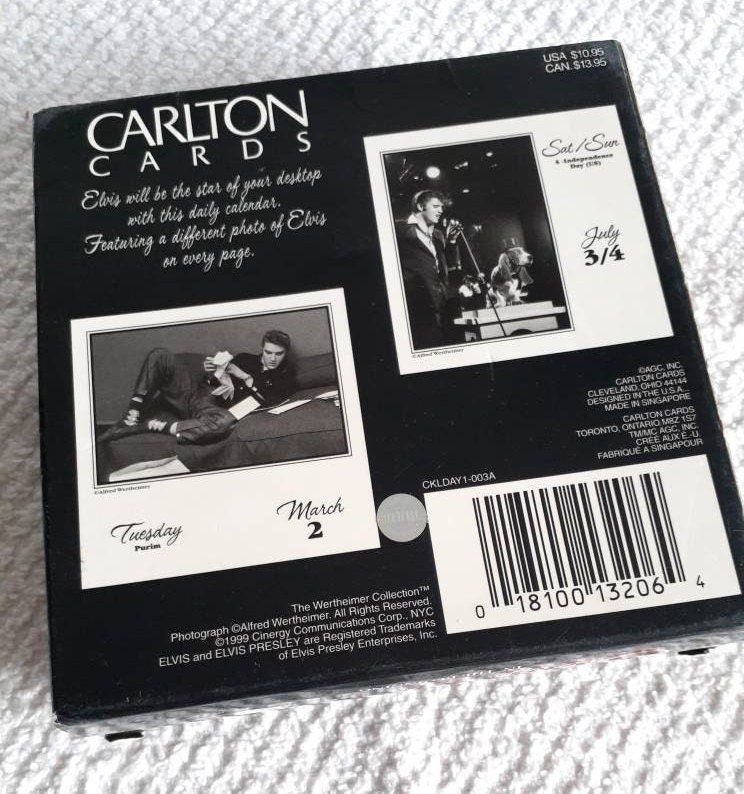 USA $10.95
CAN. $13.95
CARLTON
CARDS
Elvis will be the star of your desktop
with this daily calendar.
Featuring a different photo of Elvis
on every page.
Sat/Sun
4-Independence
Day (US)
July
3/4
©Alfred Wertheimer
©Alfred Wertheimer
Tuesday
Purim
March
2
©AGC, INC.
CARLTON CARDS
CLEVELAND, OHIO 44144
DESIGNED IN THE U.S.A.
MADE IN SINGAPORE
CARLTON CARDS
TORONTO, ONTARIO M8Z 1S7
TM/MC AGC, INC.
CRÉÉ AUX É.-U.
FABRIQUÉ A SINGAPOUR
CKLDAY1-003A
0 18100 13206 4
The Wertheimer Collection™
Photograph ©Alfred Wertheimer. All Rights Reserved.
©1999 Cinergy Communications Corp., NYC
ELVIS and ELVIS PRESLEY are Registered Trademarks
of Elvis Presley Enterprises, Inc.